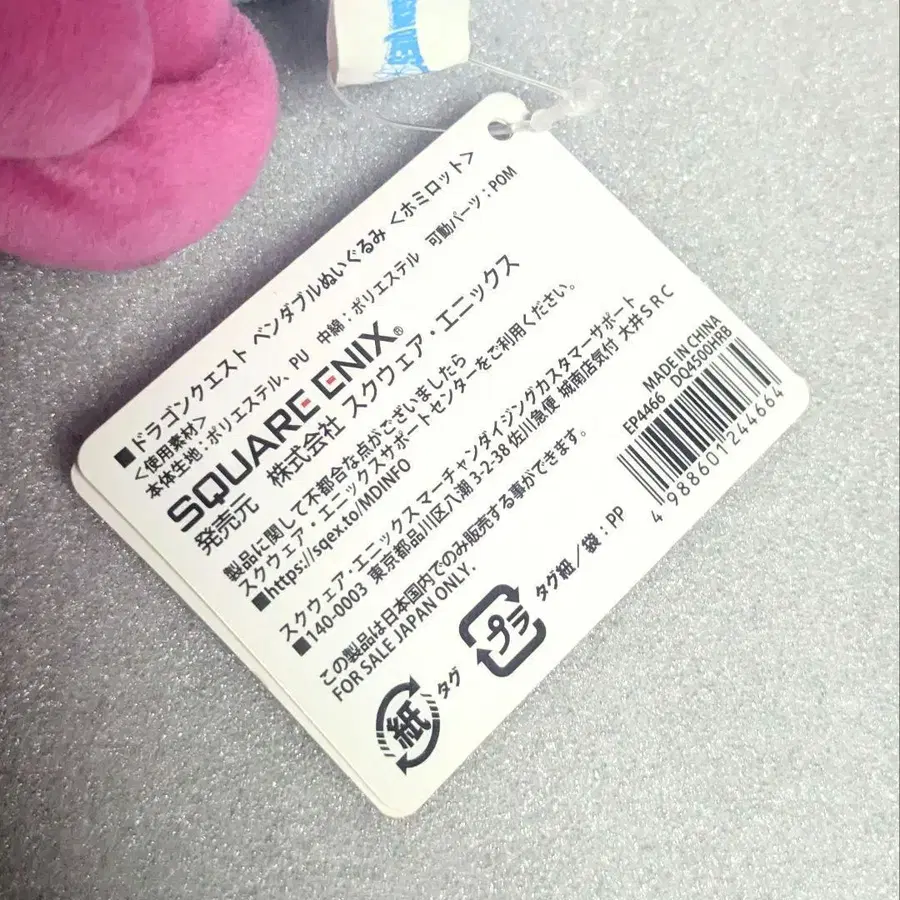 ■ドラゴンクエスト ベンダブルぬいぐるみ ＜ホミロット＞
＜使用素材＞
本体生地：ポリエステル、PU 中綿：ポリエステル 可動パーツ：POM
SQUARE ENIX®
発売元 株式会社 スクウェア・エニックス
製品に関して不都合な点がございましたら
スクウェア・エニックスサポートセンターをご利用ください。
■https://sqex.to/MDINFO
スクウェア・エニックスマーチャンダイジングカスタマーサポート
■140-0003 東京都品川区八潮 3-2-38 佐川急便 城南店気付 大井ＳＲＣ
この製品は日本国内でのみ販売する事ができます。
FOR SALE JAPAN ONLY.
紙 タグ
プラ タグ紐／袋：PP
MADE IN CHINA
EP4466 DQ4500HRB
4 988601 244664